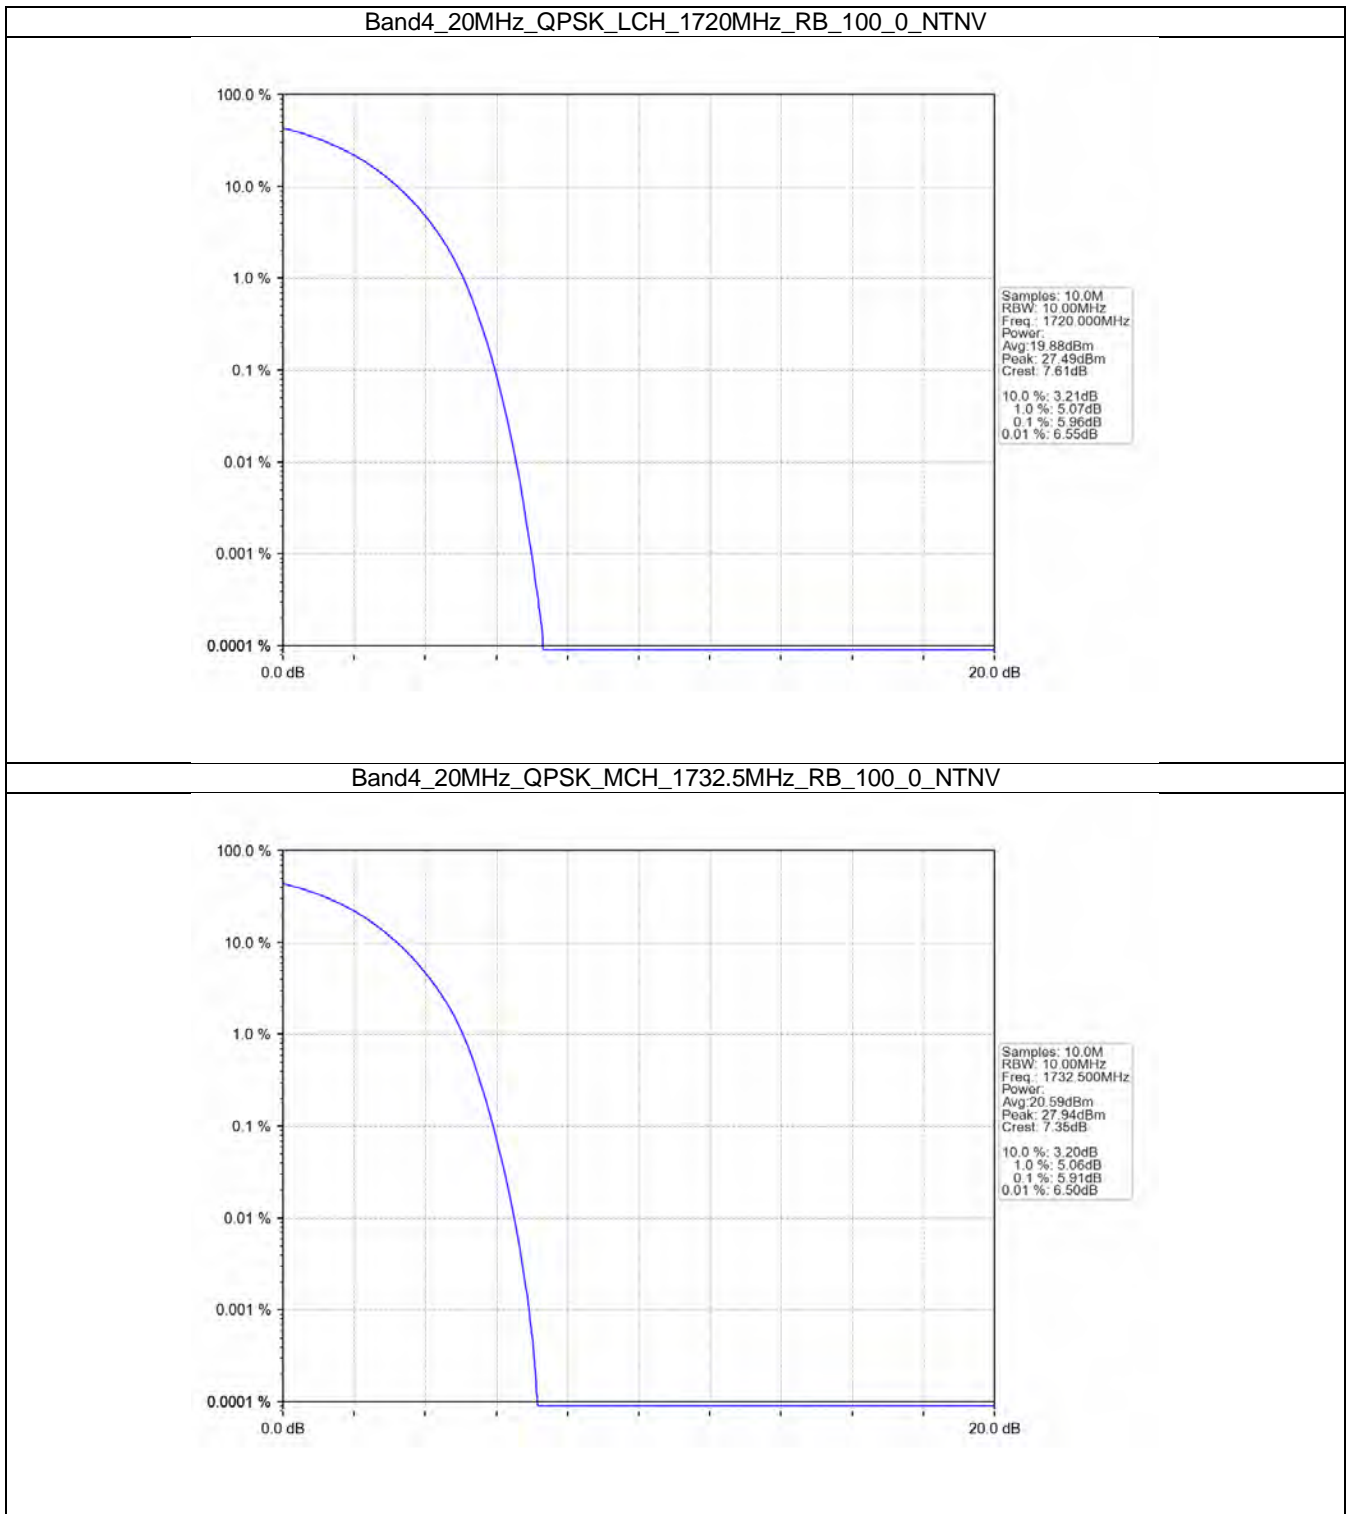 Band4_20MHz_QPSK_LCH_1720MHz_RB_100_0_NTNV
100.0 %
10.0 %
1.0 %
0.1 %
0.01 %
0.001 %
0.0001 %
0.0 dB
20.0 dB
Samples: 10.0M
RBW: 10.00MHz
Freq.: 1720.000MHz
Power:
Avg:19.88dBm
Peak: 27.49dBm
Crest: 7.61dB
10.0 %: 3.21dB
1.0 %: 5.07dB
0.1 %: 5.96dB
0.01 %: 6.55dB
Band4_20MHz_QPSK_MCH_1732.5MHz_RB_100_0_NTNV
100.0 %
10.0 %
1.0 %
0.1 %
0.01 %
0.001 %
0.0001 %
0.0 dB
20.0 dB
Samples: 10.0M
RBW: 10.00MHz
Freq.: 1732.500MHz
Power:
Avg:20.59dBm
Peak: 27.94dBm
Crest: 7.35dB
10.0 %: 3.20dB
1.0 %: 5.06dB
0.1 %: 5.91dB
0.01 %: 6.50dB